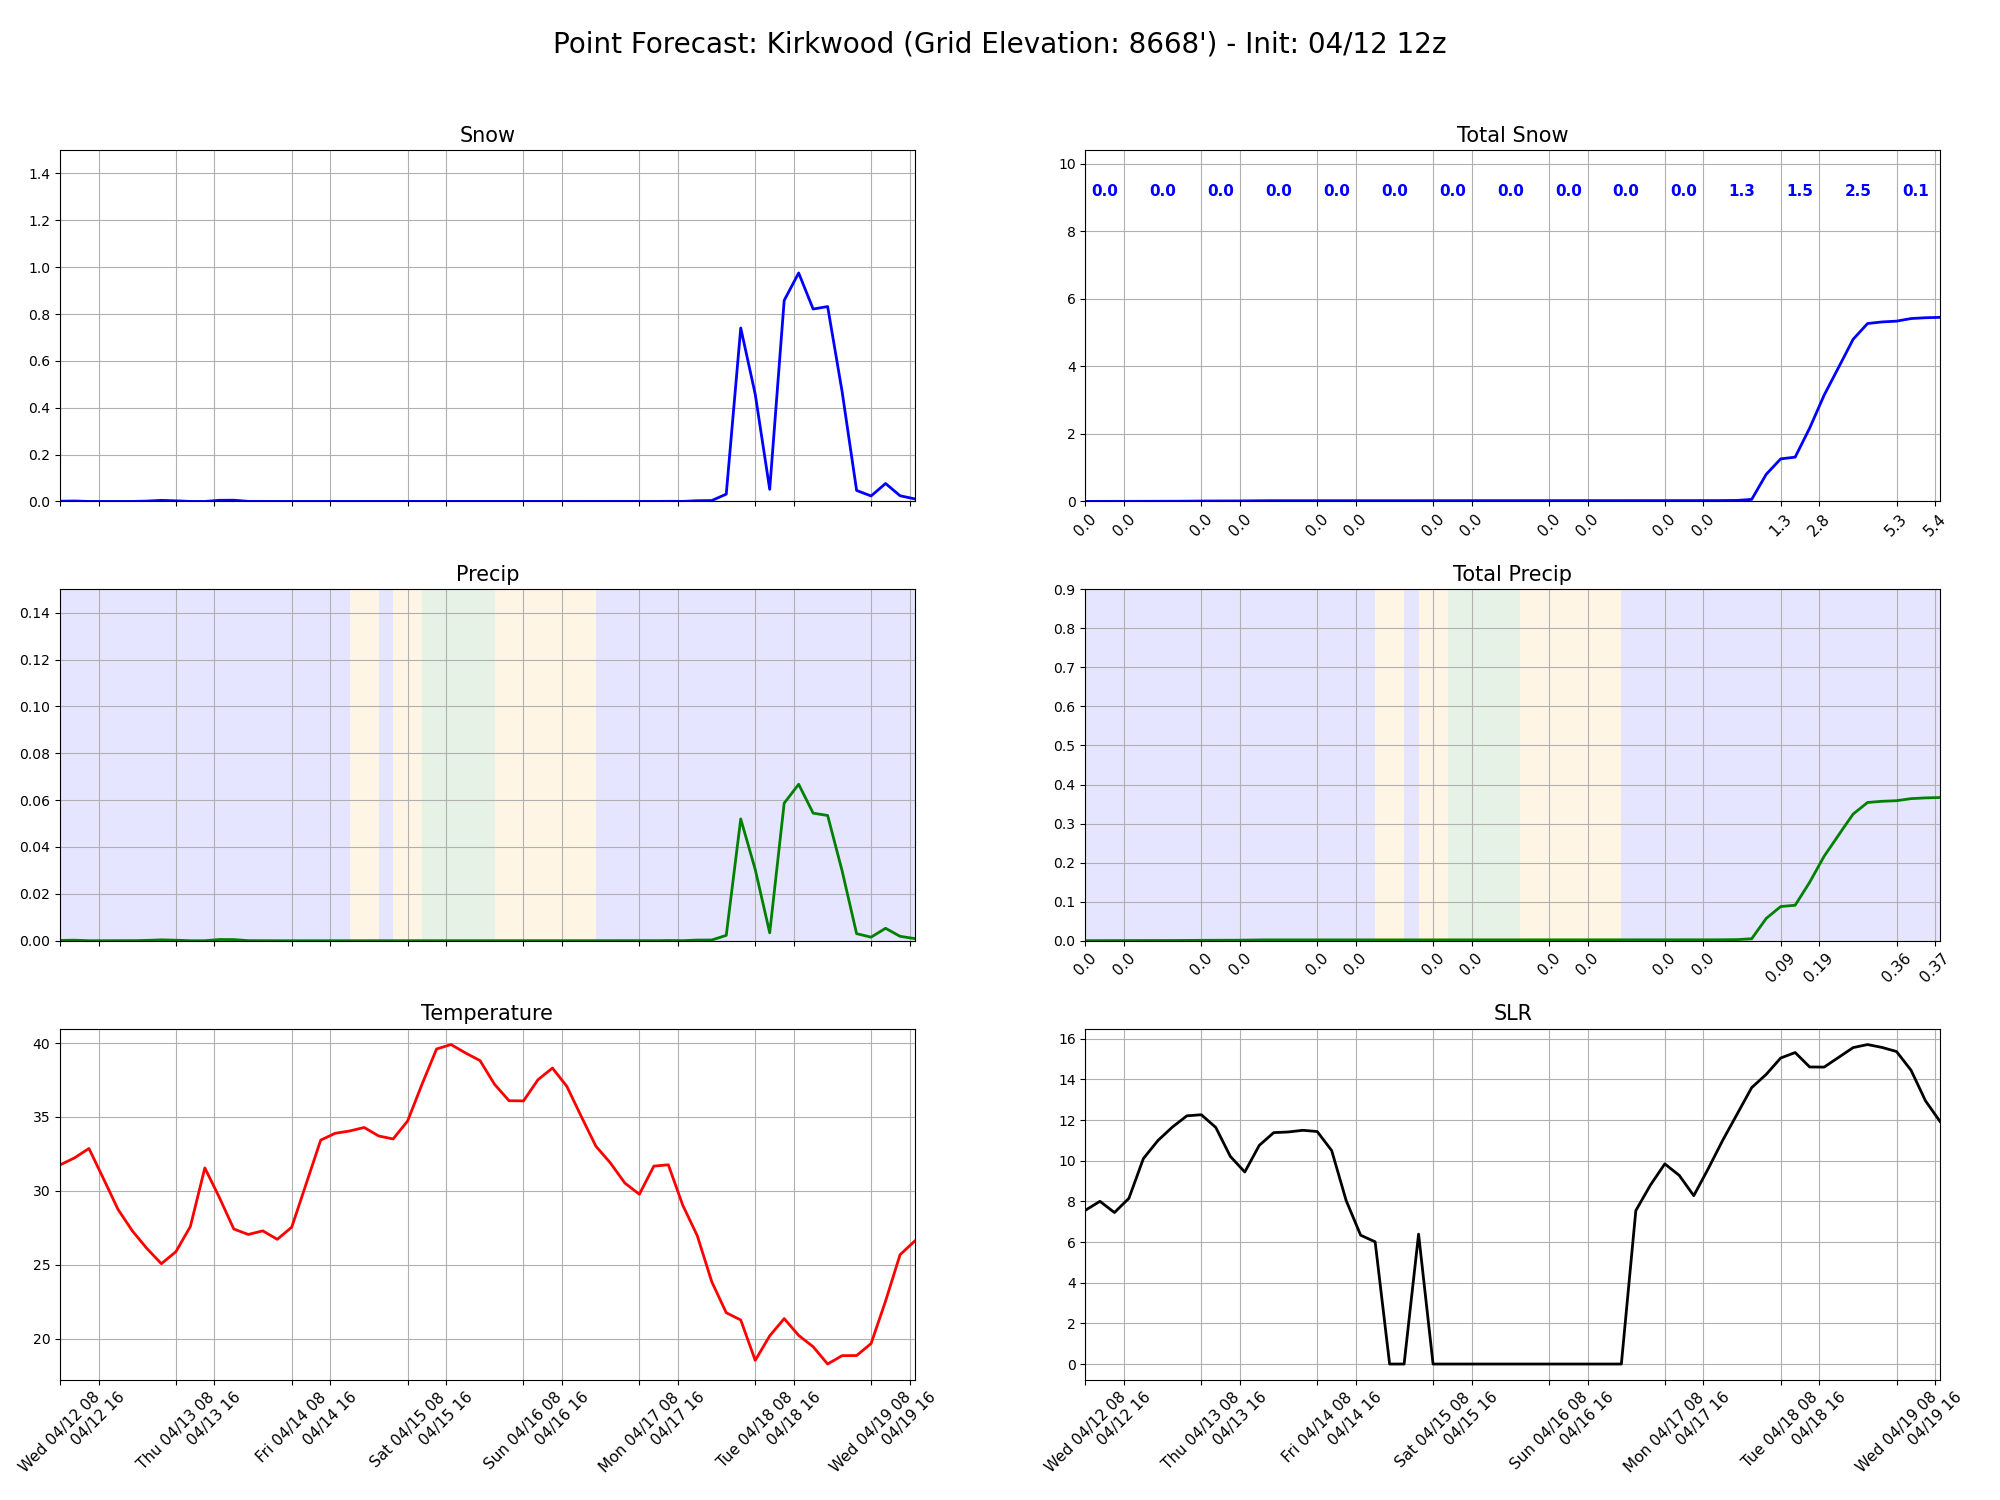 Point Forecast: Kirkwood (Grid Elevation: 8668') - Init: 04/12 12z
Snow
1.4
1.2
1.0
0.8
0.6
0.4
0.2
0.0
Total Snow
10
8
6
4
2
0
0.0 0.0 0.0 0.0 0.0 0.0 0.0 0.0 0.0 0.0 0.0 1.3 1.5 2.5 0.1
0.0 0.0 0.0 0.0 0.0 0.0 0.0 0.0 0.0 0.0 0.0 0.0 1.3 2.8 5.3 5.4
Precip
0.14
0.12
0.10
0.08
0.06
0.04
0.02
0.00
Total Precip
0.9
0.8
0.7
0.6
0.5
0.4
0.3
0.2
0.1
0.0
0.0 0.0 0.0 0.0 0.0 0.0 0.0 0.0 0.0 0.0 0.0 0.0 0.09 0.19 0.36 0.37
Temperature
40
35
30
25
20
Wed 04/12 08
04/12 16
Thu 04/13 08
04/13 16
Fri 04/14 08
04/14 16
Sat 04/15 08
04/15 16
Sun 04/16 08
04/16 16
Mon 04/17 08
04/17 16
Tue 04/18 08
04/18 16
Wed 04/19 08
04/19 16
SLR
16
14
12
10
8
6
4
2
0
Wed 04/12 08
04/12 16
Thu 04/13 08
04/13 16
Fri 04/14 08
04/14 16
Sat 04/15 08
04/15 16
Sun 04/16 08
04/16 16
Mon 04/17 08
04/17 16
Tue 04/18 08
04/18 16
Wed 04/19 08
04/19 16